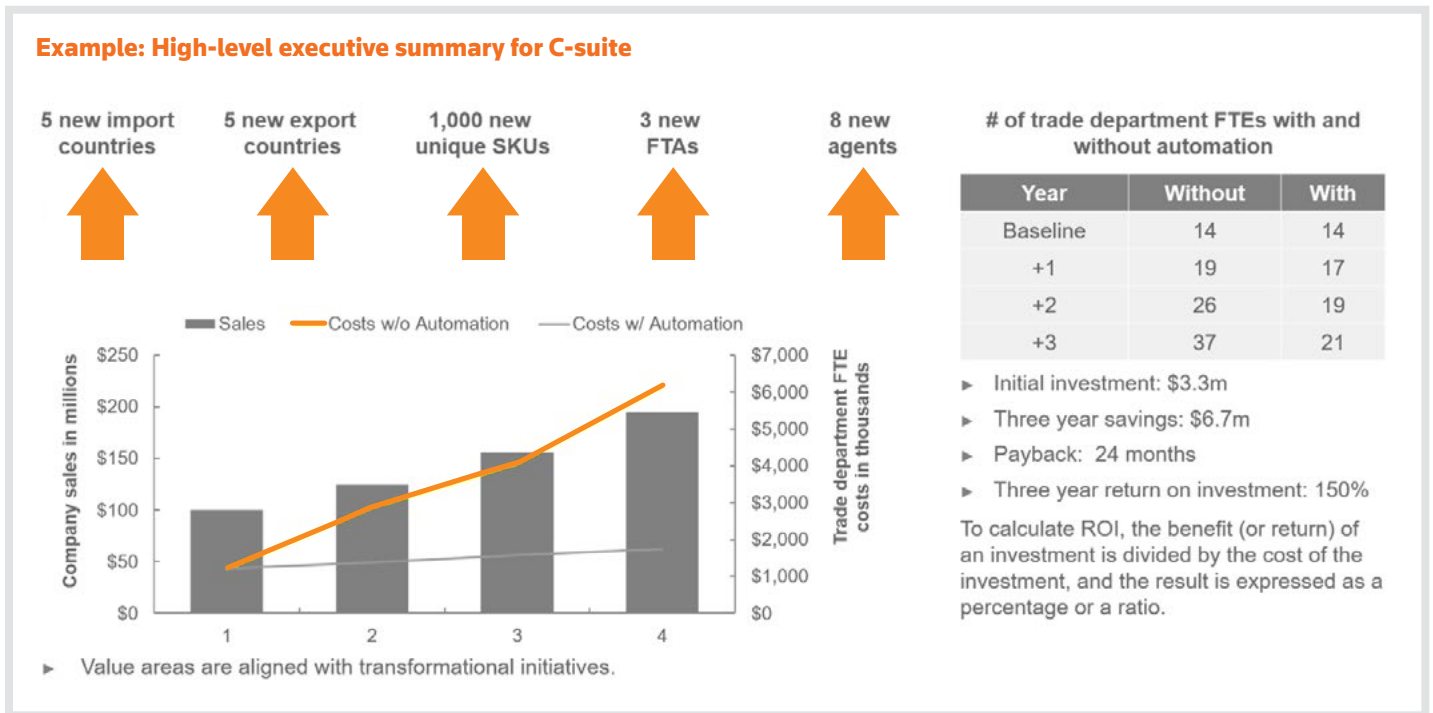 Example: High-level executive summary for C-suite
5 new import
countries
5 new export
countries
1,000 new
unique SKUs
3 new
FTAs
8 new
agents
Sales
Costs w/o Automation
Costs w/ Automation
Company sales in millions
$250
$200
$150
$100
$50
$0
$7,000
$6,000
$5,000
$4,000
$3,000
$2,000
$1,000
$0
Trade department FTE
costs in thousands
1 2 3 4
► Value areas are aligned with transformational initiatives.
# of trade department FTEs with and
without automation
Year Without With
Baseline 14 14
+1 19 17
+2 26 19
+3 37 21
► Initial investment: $3.3m
► Three year savings: $6.7m
► Payback: 24 months
► Three year return on investment: 150%
To calculate ROI, the benefit (or return) of
an investment is divided by the cost of the
investment, and the result is expressed as a
percentage or a ratio.